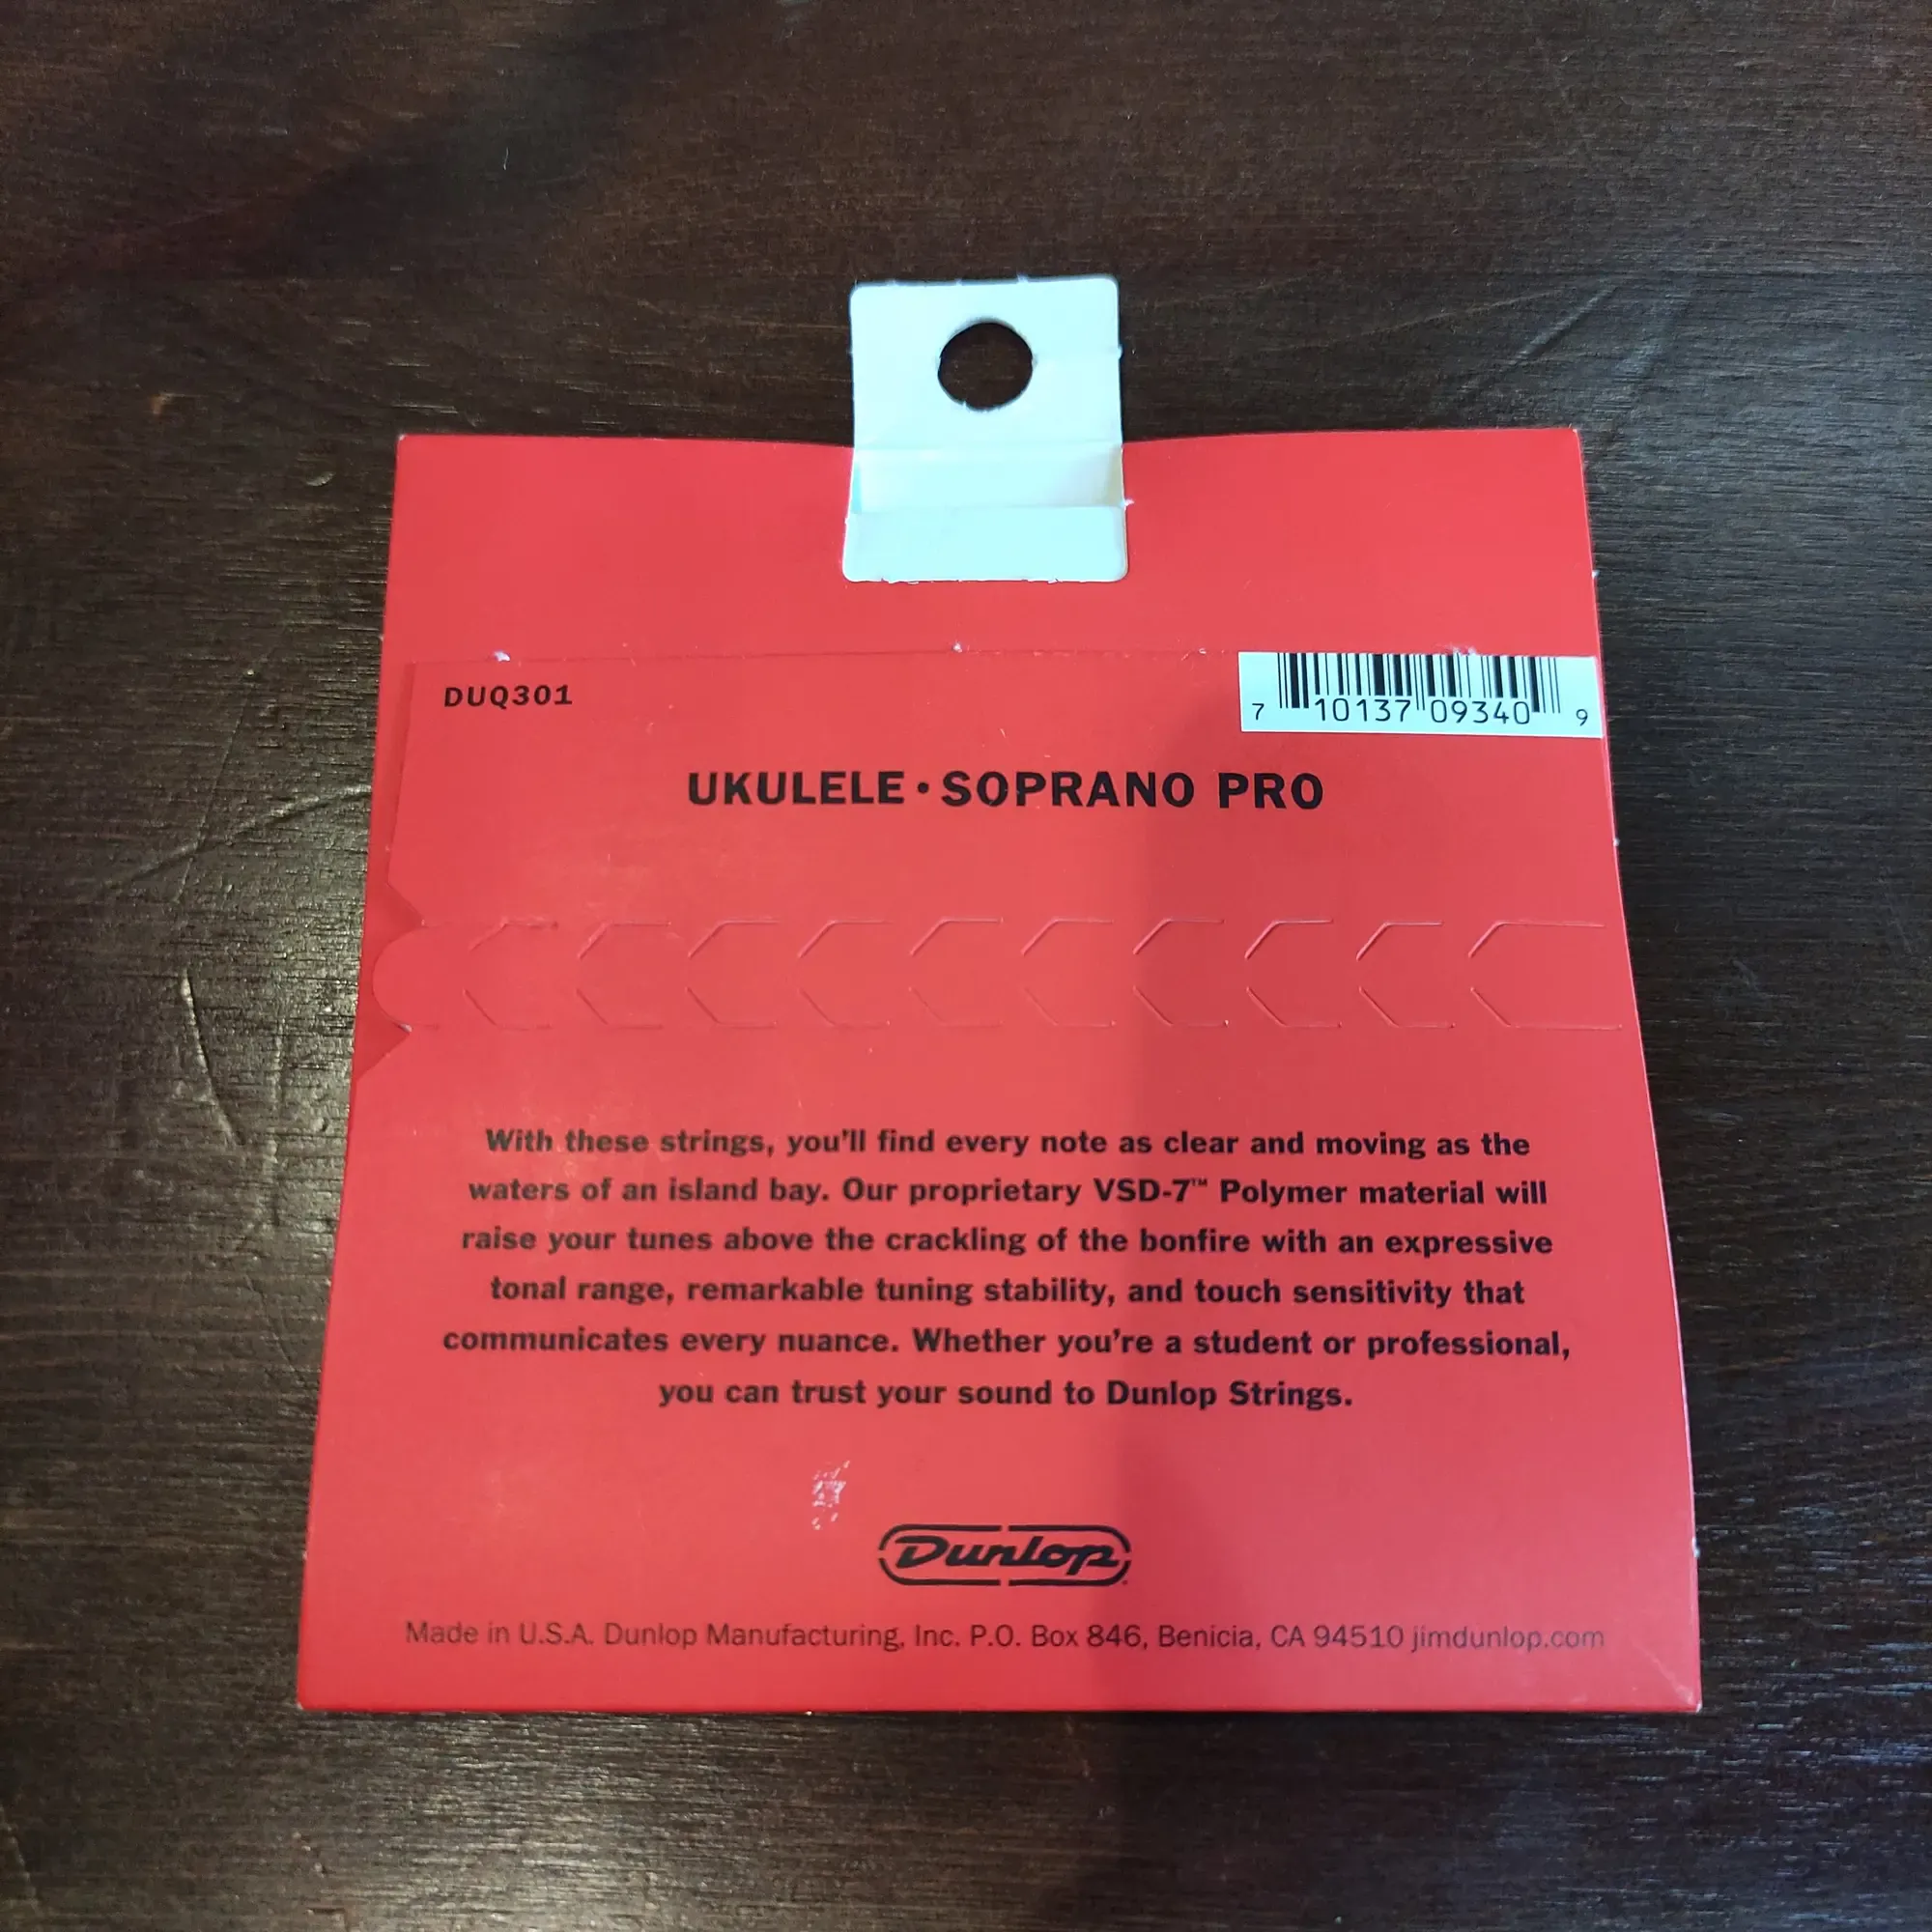 DUQ301
7 10137 09340 9
UKULELE • SOPRANO PRO
With these strings, you'll find every note as clear and moving as the
waters of an island bay. Our proprietary VSD-7™ Polymer material will
raise your tunes above the crackling of the bonfire with an expressive
tonal range, remarkable tuning stability, and touch sensitivity that
communicates every nuance. Whether you're a student or professional,
you can trust your sound to Dunlop Strings.
Dunlop
Made in U.S.A. Dunlop Manufacturing, Inc. P.O. Box 846, Benicia, CA 94510 jimdunlop.com